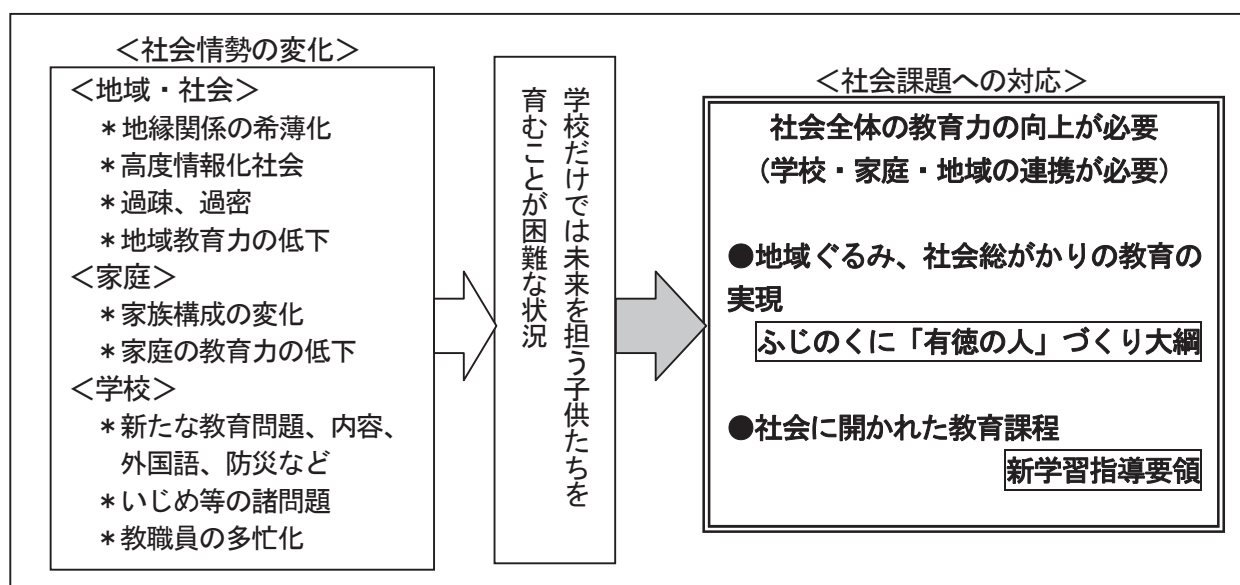 ＜社会情勢の変化＞
＜地域・社会＞
＊地縁関係の希薄化
＊高度情報化社会
＊過疎、過密
＊地域教育力の低下
＜家庭＞
＊家族構成の変化
＊家庭の教育力の低下
＜学校＞
＊新たな教育問題、内容、
外国語、防災など
＊いじめ等の諸問題
＊教職員の多忙化
学校だけでは未来を担う子供たちを
育むことが困難な状況
＜社会課題への対応＞
社会全体の教育力の向上が必要
（学校・家庭・地域の連携が必要）
●地域ぐるみ、社会総がかりの教育の
実現
ふじのくに「有徳の人」づくり大綱
●社会に開かれた教育課程
新学習指導要領